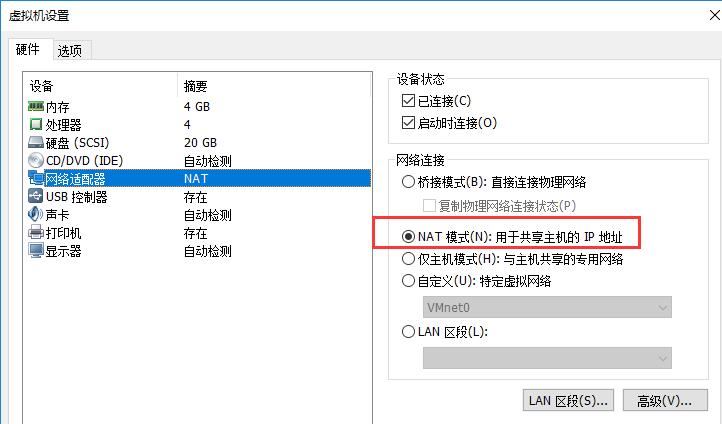 虚拟机设置
硬件 选项
设备 摘要
内存 4 GB
处理器 4
硬盘 (SCSI) 20 GB
CD/DVD (IDE) 自动检测
网络适配器 NAT
USB 控制器 存在
声卡 自动检测
打印机 存在
显示器 自动检测
设备状态
已连接(C)
启动时连接(O)
网络连接
桥接模式(B): 直接连接物理网络
复制物理网络连接状态(P)
NAT 模式(N): 用于共享主机的 IP 地址
仅主机模式(H): 与主机共享的专用网络
自定义(U): 特定虚拟网络
VMnet0
LAN 区段(L):
LAN 区段(S)... 高级(V)...